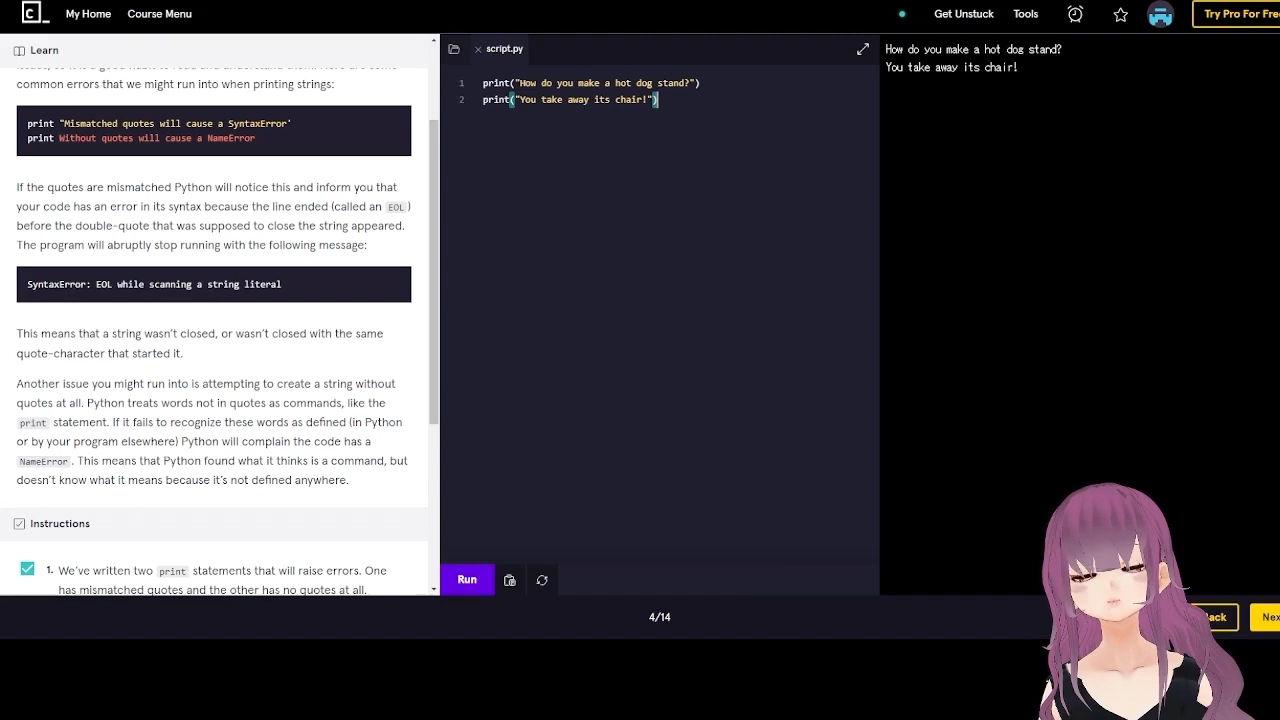 C_ My Home Course Menu Get Unstuck Tools Try Pro For Free
Learn
common errors that we might run into when printing strings:
print "Mismatched quotes will cause a SyntaxError'
print Without quotes will cause a NameError
If the quotes are mismatched Python will notice this and inform you that
your code has an error in its syntax because the line ended (called an EOL)
before the double-quote that was supposed to close the string appeared.
The program will abruptly stop running with the following message:
SyntaxError: EOL while scanning a string literal
This means that a string wasn't closed, or wasn't closed with the same
quote-character that started it.
Another issue you might run into is attempting to create a string without
quotes at all. Python treats words not in quotes as commands, like the
print statement. If it fails to recognize these words as defined (in Python
or by your program elsewhere) Python will complain the code has a
NameError. This means that Python found what it thinks is a command, but
doesn't know what it means because it's not defined anywhere.
Instructions
1. We've written two print statements that will raise errors. One
has mismatched quotes and the other has no quotes at all.
script.py
1 print("How do you make a hot dog stand?")
2 print("You take away its chair!")
Run
How do you make a hot dog stand?
You take away its chair!
4/14
Back
Nex